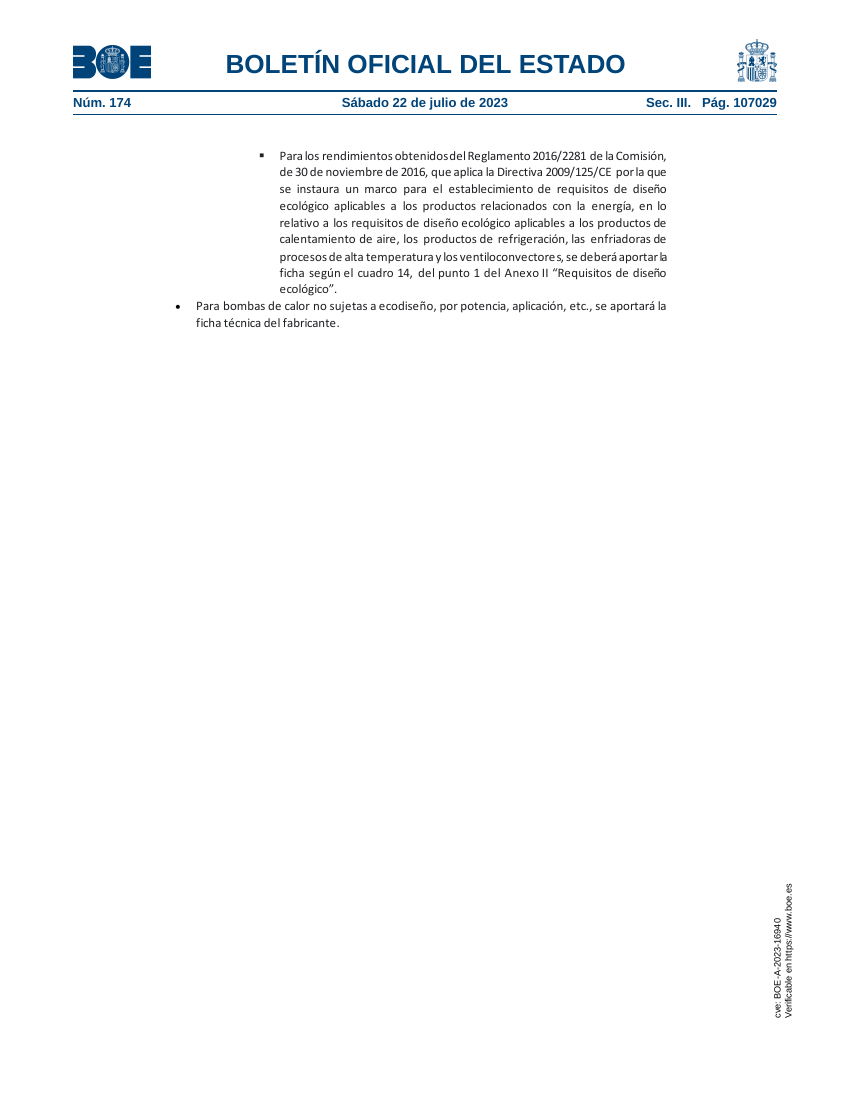 BOE
BOLETÍN OFICIAL DEL ESTADO
Núm. 174 Sábado 22 de julio de 2023 Sec. III. Pág. 107029
▪ Para los rendimientos obtenidos del Reglamento 2016/2281 de la Comisión,
de 30 de noviembre de 2016, que aplica la Directiva 2009/125/CE por la que
se instaura un marco para el establecimiento de requisitos de diseño
ecológico aplicables a los productos relacionados con la energía, en lo
relativo a los requisitos de diseño ecológico aplicables a los productos de
calentamiento de aire, los productos de refrigeración, las enfriadoras de
procesos de alta temperatura y los ventiloconvectores, se deberá aportar la
ficha según el cuadro 14, del punto 1 del Anexo II “Requisitos de diseño
ecológico”.
• Para bombas de calor no sujetas a ecodiseño, por potencia, aplicación, etc., se aportará la
ficha técnica del fabricante.
cve: BOE-A-2023-16940
Verificable en https://www.boe.es